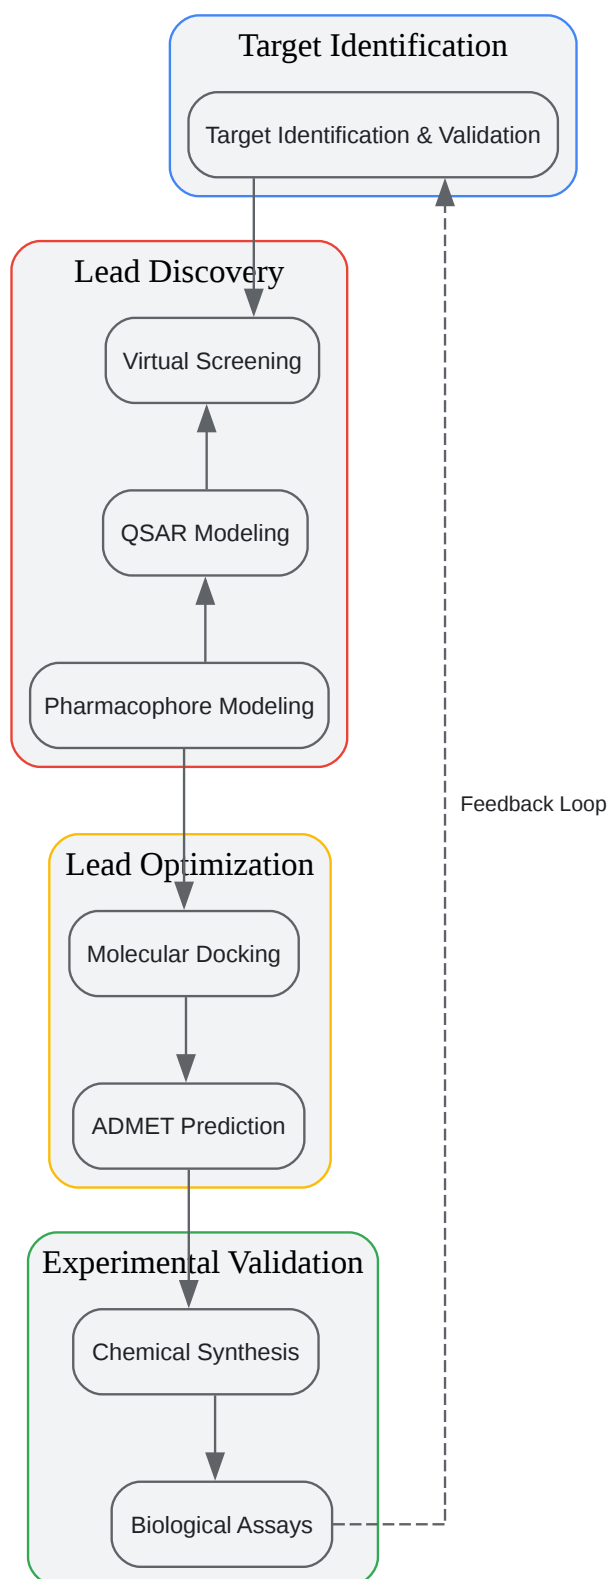 Target Identification
Target Identification & Validation
Lead Discovery
Virtual Screening
QSAR Modeling
Pharmacophore Modeling
Feedback Loop
Lead Optimization
Molecular Docking
ADMET Prediction
Experimental Validation
Chemical Synthesis
Biological Assays